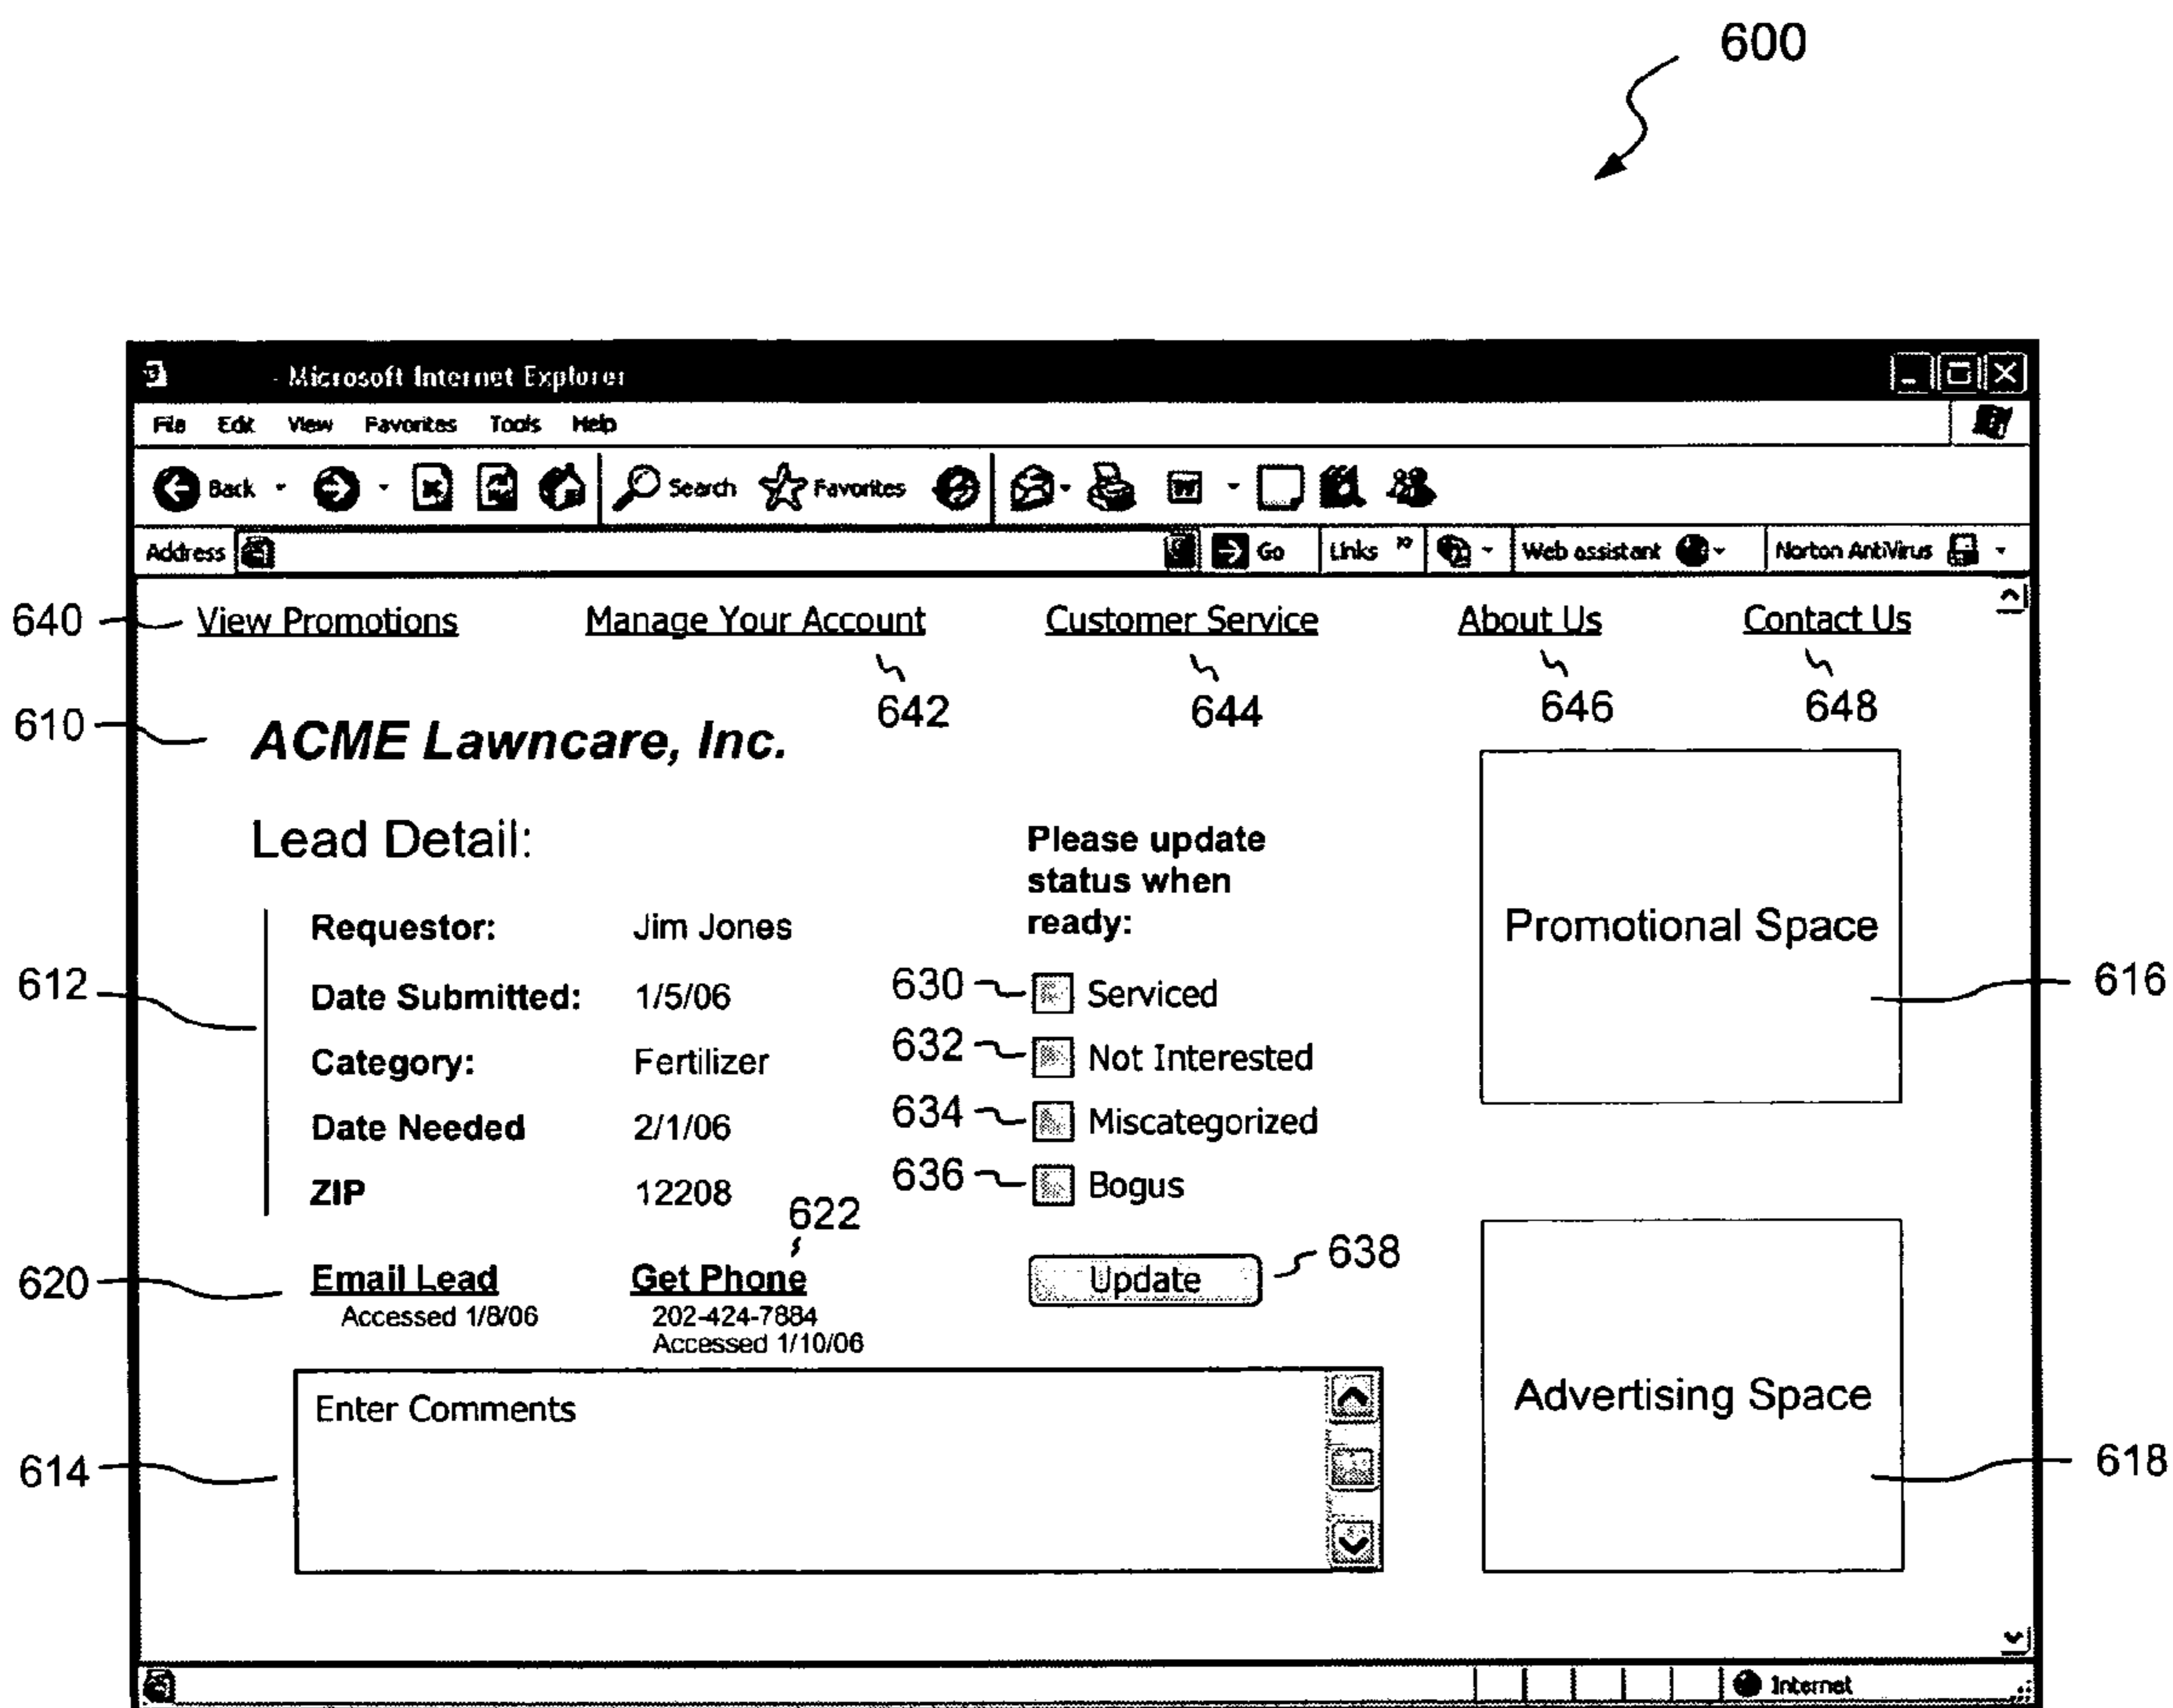 600
- Microsoft Internet Explorer
File Edit View Favorites Tools Help
Back Search Favorites
Address Go Links » Web assistant Norton AntiVirus
640 View Promotions Manage Your Account Customer Service About Us Contact Us
642 644 646 648
610 ACME Lawncare, Inc.
Lead Detail:
612
Requestor: Jim Jones
Date Submitted: 1/5/06
Category: Fertilizer
Date Needed 2/1/06
ZIP 12208
622
620 Email Lead Get Phone
Accessed 1/8/06 202-424-7884
Accessed 1/10/06
Please update
status when
ready:
630 Serviced
632 Not Interested
634 Miscategorized
636 Bogus
Update 638
Promotional Space
616
Advertising Space
618
614 Enter Comments
Internet